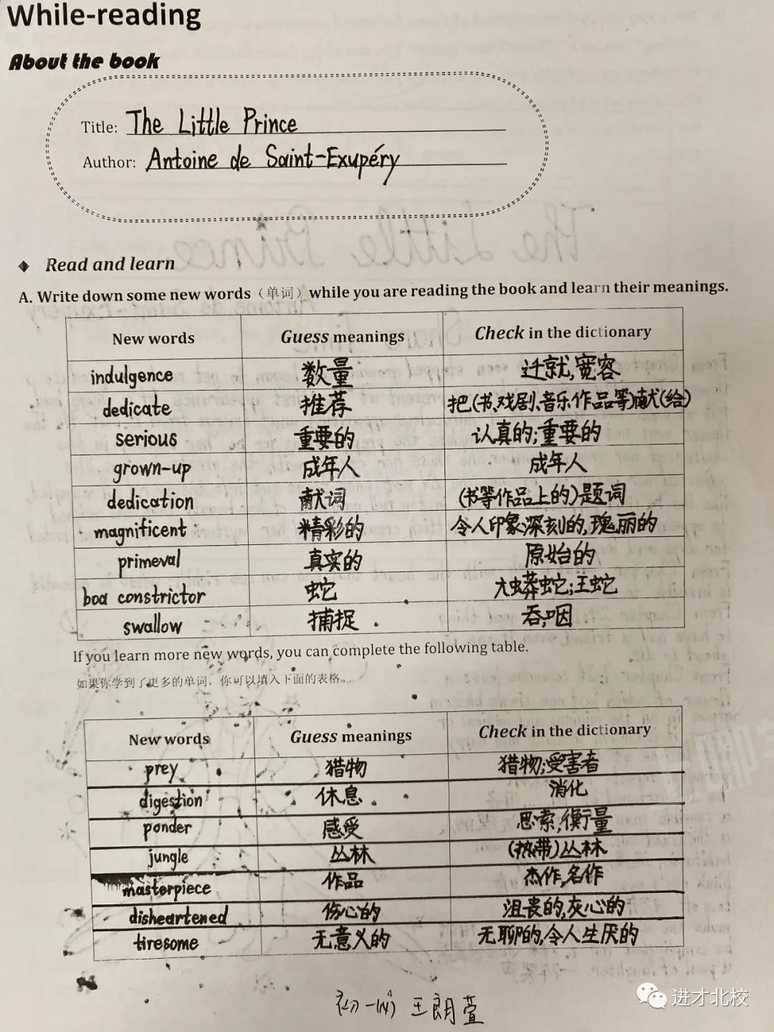 While-reading
About the book
Title: The Little Prince
Author: Antoine de Saint-Exupéry
◆ Read and learn
A. Write down some new words（单词）while you are reading the book and learn their meanings.
New words Guess meanings Check in the dictionary
indulgence 数量 迁就,宽容
dedicate 推荐 把(书、戏剧、音乐作品等)献(给)
serious 重要的 认真的;重要的
grown-up 成年人 成年人
dedication 献词 (书等作品上的)题词
magnificent 精彩的 令人印象深刻的,瑰丽的
primeval 真实的 原始的
boa constrictor 蛇 大蟒蛇;王蛇
swallow 捕捉 吞,咽
If you learn more new words, you can complete the following table.
如果你学到了更多的单词，你可以填入下面的表格。
New words Guess meanings Check in the dictionary
prey 猎物 猎物;受害者
digestion 休息 消化
ponder 感受 思索,衡量
jungle 丛林 (热带)丛林
masterpiece 作品 杰作,名作
disheartened 伤心的 沮丧的,灰心的
tiresome 无意义的 无聊的,令人生厌的
王朗萱
进才北校